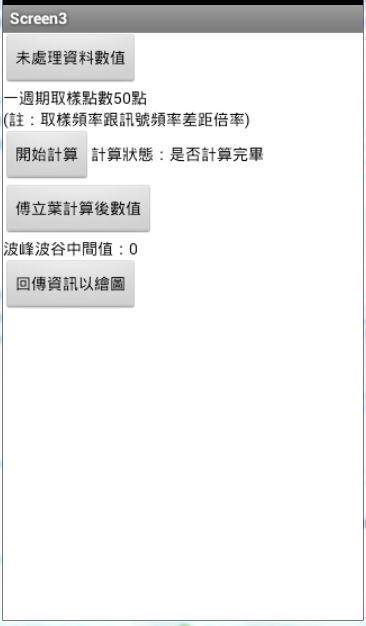 Screen3
未處理資料數值
一週期取樣點數50點
(註：取樣頻率跟訊號頻率差距倍率)
開始計算 計算狀態：是否計算完畢
傅立葉計算後數值
波峰波谷中間值：0
回傳資訊以繪圖